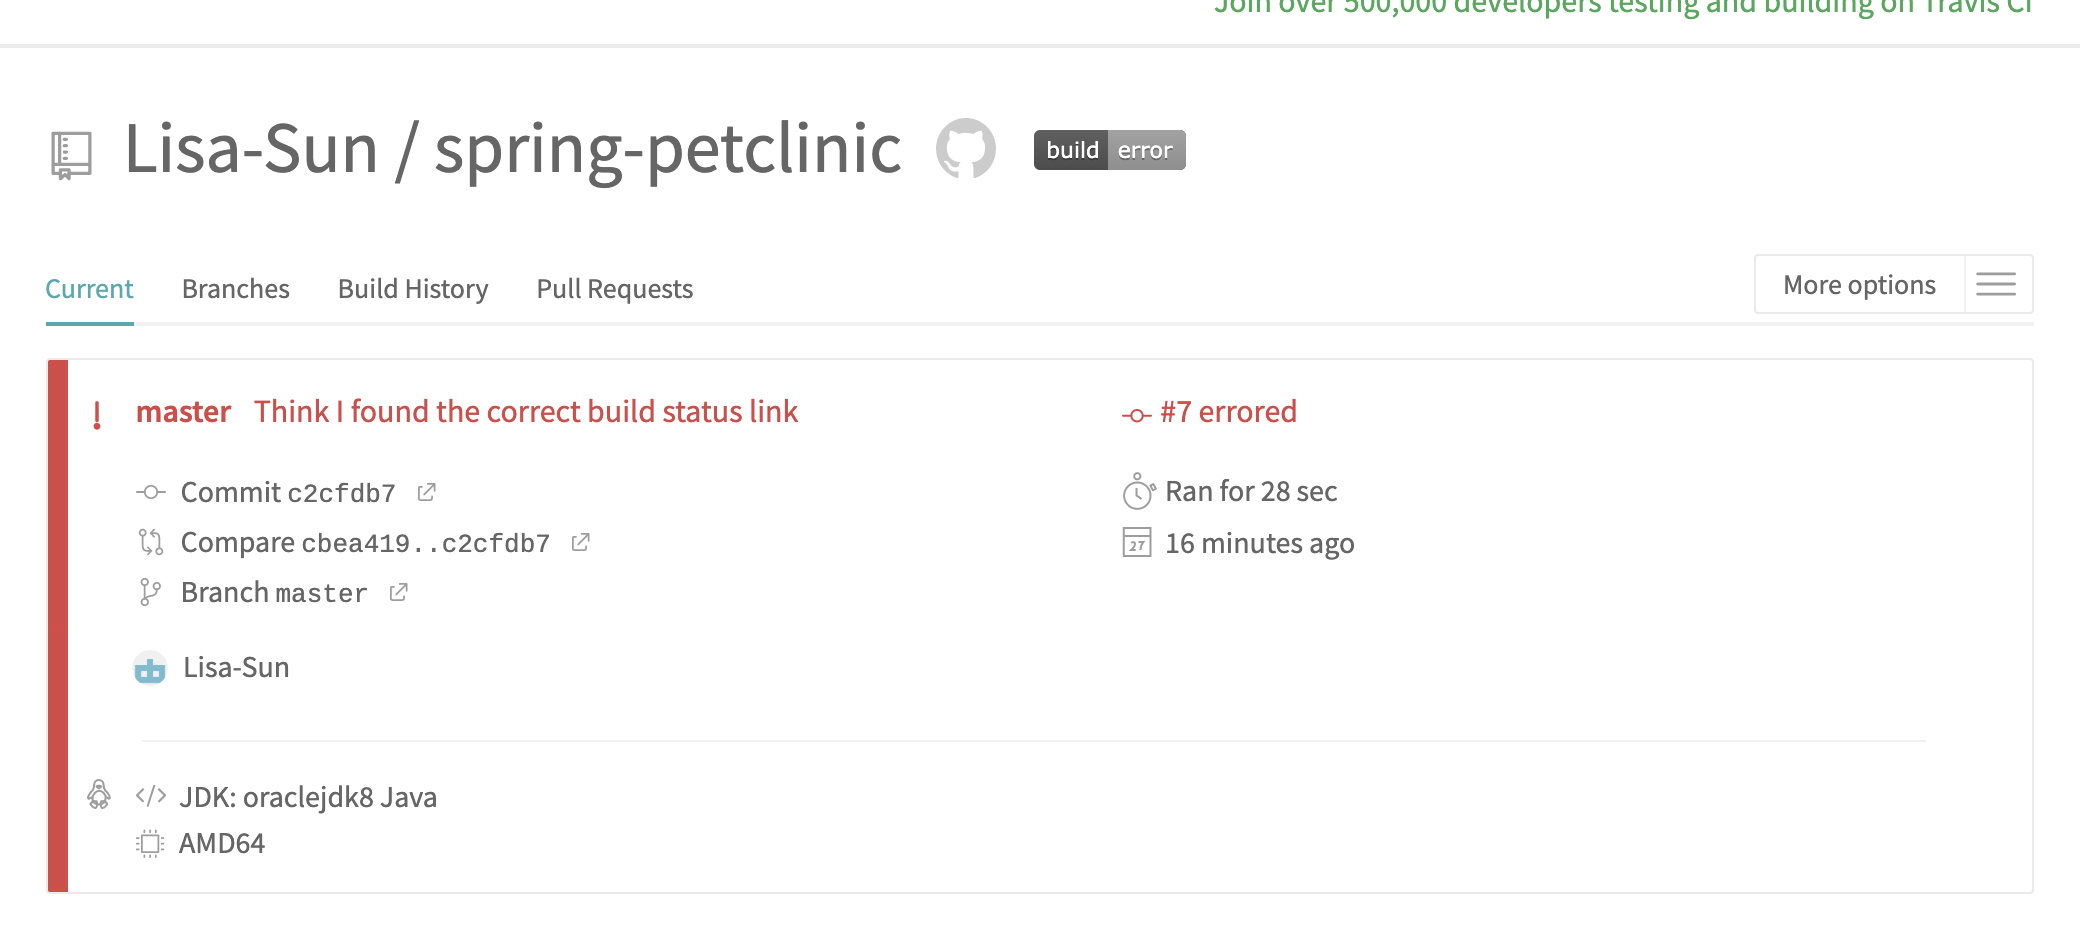 Join over 500,000 developers testing and building on Travis CI
Lisa-Sun / spring-petclinic
build error
Current Branches Build History Pull Requests
More options
master Think I found the correct build status link
#7 errored
Commit c2cfdb7
Ran for 28 sec
Compare cbea419..c2cfdb7
27
16 minutes ago
Branch master
Lisa-Sun
</> JDK: oraclejdk8 Java
AMD64